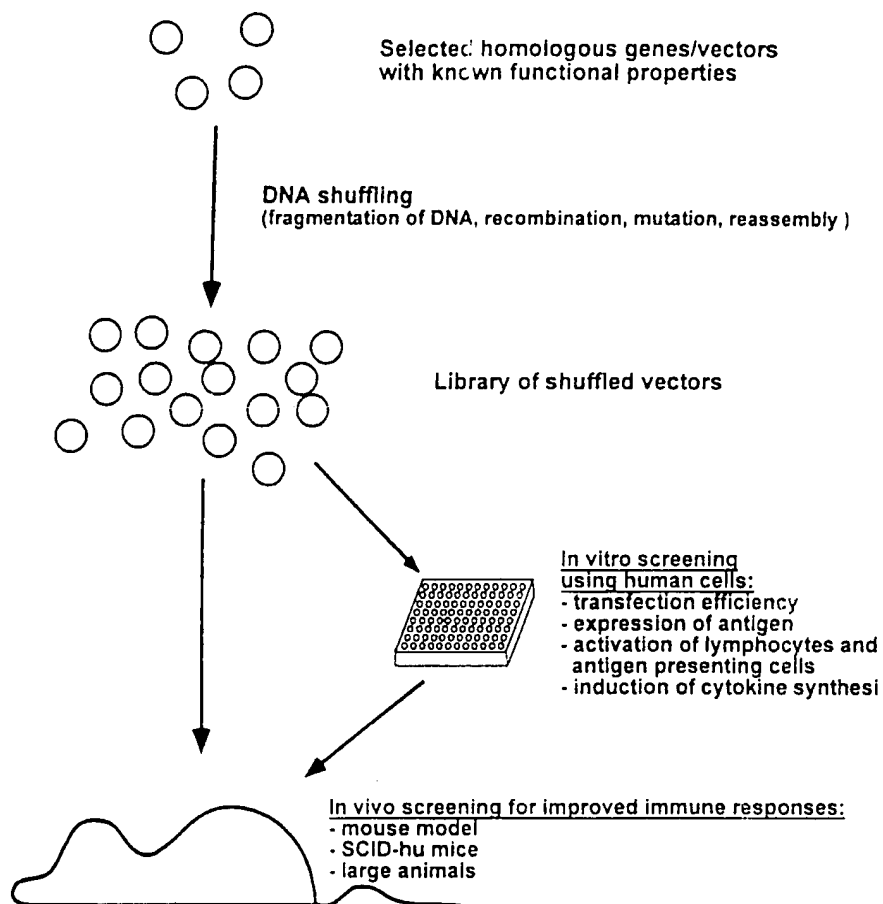 Selected homologous genes/vectors
with known functional properties
DNA shuffling
(fragmentation of DNA, recombination, mutation, reassembly )
Library of shuffled vectors
In vitro screening
using human cells:
- transfection efficiency
- expression of antigen
- activation of lymphocytes and
antigen presenting cells
- induction of cytokine synthesi
In vivo screening for improved immune responses:
- mouse model
- SCID-hu mice
- large animals